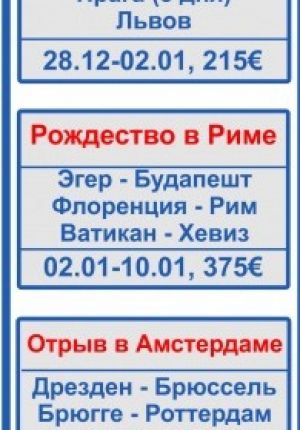 Львов
28.12-02.01, 215€
Рождество в Риме
Эгер - Будапешт
Флоренция - Рим
Ватикан - Хевиз
02.01-10.01, 375€
Отрыв в Амстердаме
Дрезден - Брюссель
Брюгге - Роттердам